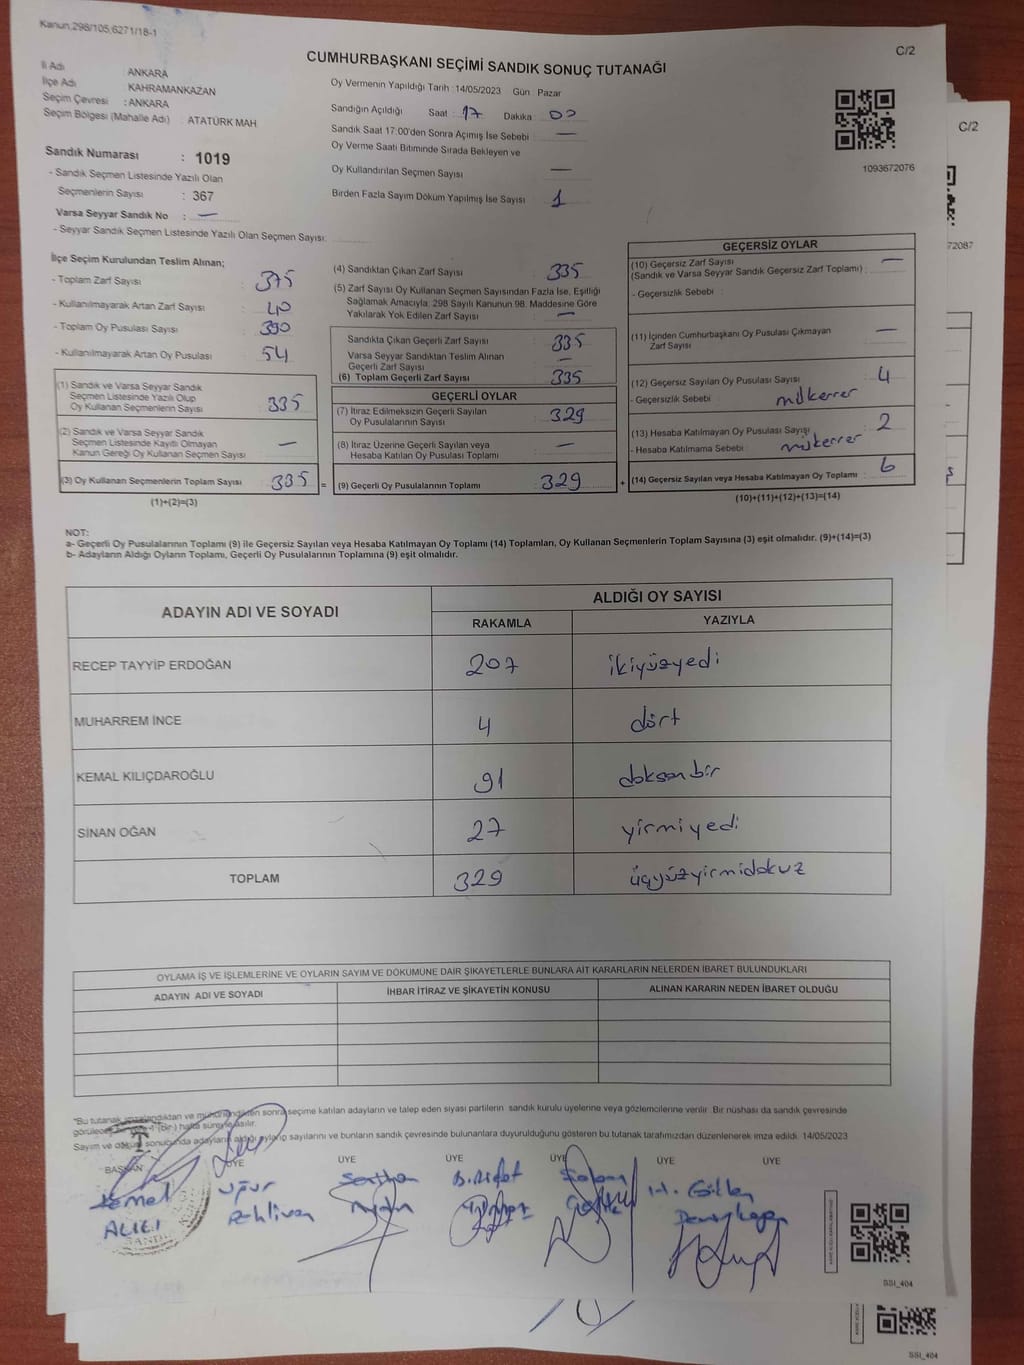 Kanun,298/105,6271/18-1
C/2
CUMHURBAŞKANI SEÇİMİ SANDIK SONUÇ TUTANAĞI
İl Adı ANKARA
İlçe Adı KAHRAMANKAZAN
Seçim Çevresi : ANKARA
Seçim Bölgesi (Mahalle Adı) : ATATÜRK MAH
Sandık Numarası : 1019
- Sandık Seçmen Listesinde Yazılı Olan
Seçmenlerin Sayısı : 367
Varsa Seyyar Sandık No : —
- Seyyar Sandık Seçmen Listesinde Yazılı Olan Seçmen Sayısı:
Oy Vermenin Yapıldığı Tarih : 14/05/2023 Gün Pazar
Sandığın Açıldığı Saat : 17 Dakika 00
Sandık Saat 17:00'den Sonra Açımış İse Sebebi : —
Oy Verme Saati Bitiminde Sırada Bekleyen ve
Oy Kullandırılan Seçmen Sayısı —
Birden Fazla Sayım Döküm Yapılmış İse Sayısı 1
1093672076
İlçe Seçim Kurulundan Teslim Alınan;
- Toplam Zarf Sayısı : 375
- Kullanılmayarak Artan Zarf Sayısı : 40
- Toplam Oy Pusulası Sayısı : 390
- Kullanılmayarak Artan Oy Pusulası : 54
(1) Sandık ve Varsa Seyyar Sandık
Seçmen Listesinde Yazılı Olup
Oy Kullanan Seçmenlerin Sayısı : 335
(2) Sandık ve Varsa Seyyar Sandık
Seçmen Listesinde Kayıtlı Olmayan
Kanun Gereği Oy Kullanan Seçmen Sayısı : —
(3) Oy Kullanan Seçmenlerin Toplam Sayısı : 335 =
(1)+(2)=(3)
(4) Sandıktan Çıkan Zarf Sayısı : 335
(5) Zarf Sayısı Oy Kullanan Seçmen Sayısından Fazla İse, Eşitliği
Sağlamak Amacıyla; 298 Sayılı Kanunun 98. Maddesine Göre
Yakılarak Yok Edilen Zarf Sayısı : —
Sandıkta Çıkan Geçerli Zarf Sayısı : 335
Varsa Seyyar Sandıktan Teslim Alınan
Geçerli Zarf Sayısı : —
(6) Toplam Geçerli Zarf Sayısı : 335
GEÇERLİ OYLAR
(7) İtiraz Edilmeksizin Geçerli Sayılan
Oy Pusulalarının Sayısı : 329
(8) İtiraz Üzerine Geçerli Sayılan veya
Hesaba Katılan Oy Pusulası Toplamı : —
(9) Geçerli Oy Pusulalarının Toplamı : 329 +
GEÇERSİZ OYLAR
(10) Geçersiz Zarf Sayısı
(Sandık ve Varsa Seyyar Sandık Geçersiz Zarf Toplamı) : —
- Geçersizlik Sebebi :
(11) İçinden Cumhurbaşkanı Oy Pusulası Çıkmayan
Zarf Sayısı : —
(12) Geçersiz Sayılan Oy Pusulası Sayısı : 4
- Geçersizlik Sebebi : mükerrer
(13) Hesaba Katılmayan Oy Pusulası Sayısı : 2
- Hesaba Katılmama Sebebi : mükerrer
(14) Geçersiz Sayılan veya Hesaba Katılmayan Oy Toplamı : 6
(10)+(11)+(12)+(13)=(14)
NOT:
a- Geçerli Oy Pusulalarının Toplamı (9) ile Geçersiz Sayılan veya Hesaba Katılmayan Oy Toplamı (14) Toplamları, Oy Kullanan Seçmenlerin Toplam Sayısına (3) eşit olmalıdır. (9)+(14)=(3)
b- Adayların Aldığı Oyların Toplamı, Geçerli Oy Pusulalarının Toplamına (9) eşit olmalıdır.
ADAYIN ADI VE SOYADI ALDIĞI OY SAYISI
RAKAMLA YAZIYLA
RECEP TAYYİP ERDOĞAN 207 ikiyüzyedi
MUHARREM İNCE 4 dört
KEMAL KILIÇDAROĞLU 91 doksanbir
SİNAN OĞAN 27 yirmiyedi
TOPLAM 329 üçyüzyirmidokuz
OYLAMA İŞ VE İŞLEMLERİNE VE OYLARIN SAYIM VE DÖKÜMÜNE DAİR ŞİKAYETLERLE BUNLARA AİT KARARLARIN NELERDEN İBARET BULUNDUKLARI
ADAYIN ADI VE SOYADI İHBAR İTİRAZ VE ŞİKAYETİN KONUSU ALINAN KARARIN NEDEN İBARET OLDUĞU
"Bu tutanak imzalandıktan ve mühürlendikten sonra seçime katılan adayların ve talep eden siyasi partilerin sandık kurulu üyelerine veya gözlemcilerine verilir. Bir nüshası da sandık çevresinde
görülecek bir 1 (bir) hafta süreyle asılır.
Sayım ve döküm sonucunda adayların aldığı oyların sayılarını ve bunların sandık çevresinde bulunanlara duyurulduğunu gösteren bu tutanak tarafımızdan düzenlenerek imza edildi. 14/05/2023
BAŞKAN ÜYE ÜYE ÜYE ÜYE ÜYE ÜYE
Kemal Uğur
ALICI Pehlivan
SSI_404
C/2
72087
SSI_404